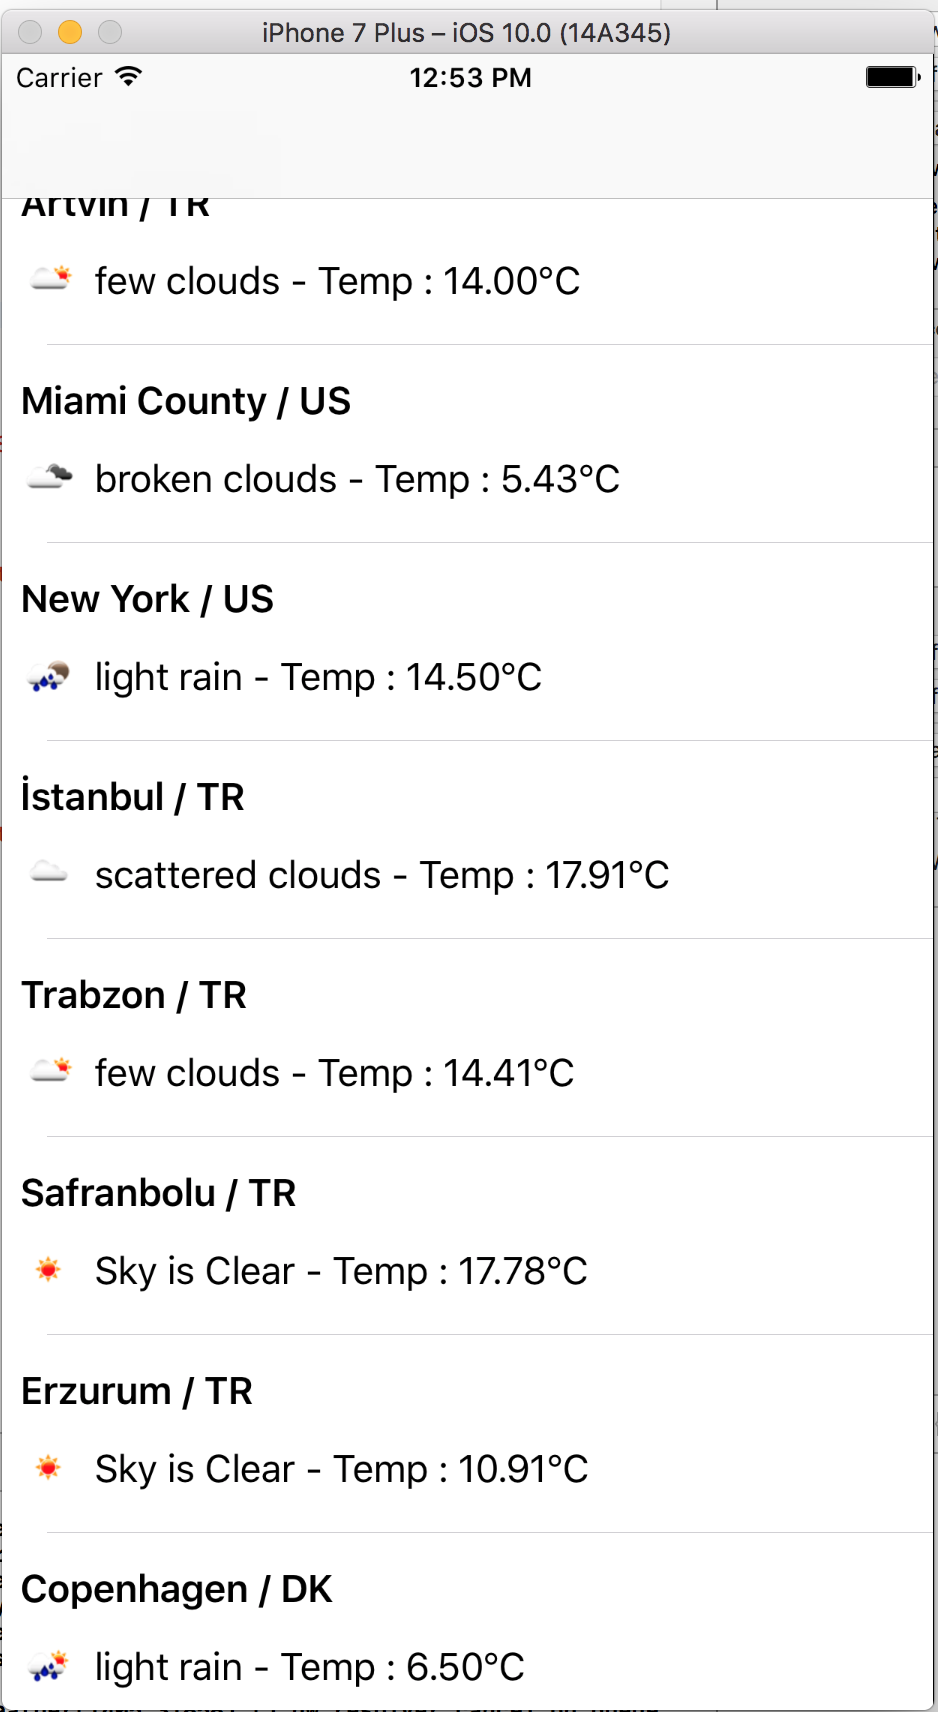 iPhone 7 Plus – iOS 10.0 (14A345)
Carrier 12:53 PM
Artvin / TR
few clouds - Temp : 14.00°C
Miami County / US
broken clouds - Temp : 5.43°C
New York / US
light rain - Temp : 14.50°C
İstanbul / TR
scattered clouds - Temp : 17.91°C
Trabzon / TR
few clouds - Temp : 14.41°C
Safranbolu / TR
Sky is Clear - Temp : 17.78°C
Erzurum / TR
Sky is Clear - Temp : 10.91°C
Copenhagen / DK
light rain - Temp : 6.50°C